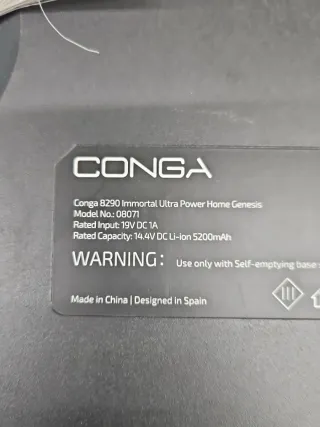 CONGA
Conga 8290 Immortal Ultra Power Home Genesis
Model No.: 08071
Rated Input: 19V DC 1A
Rated Capacity: 14.4V DC Li-ion 5200mAh
WARNING: Use only with Self-emptying base
Made in China | Designed in Spain
III